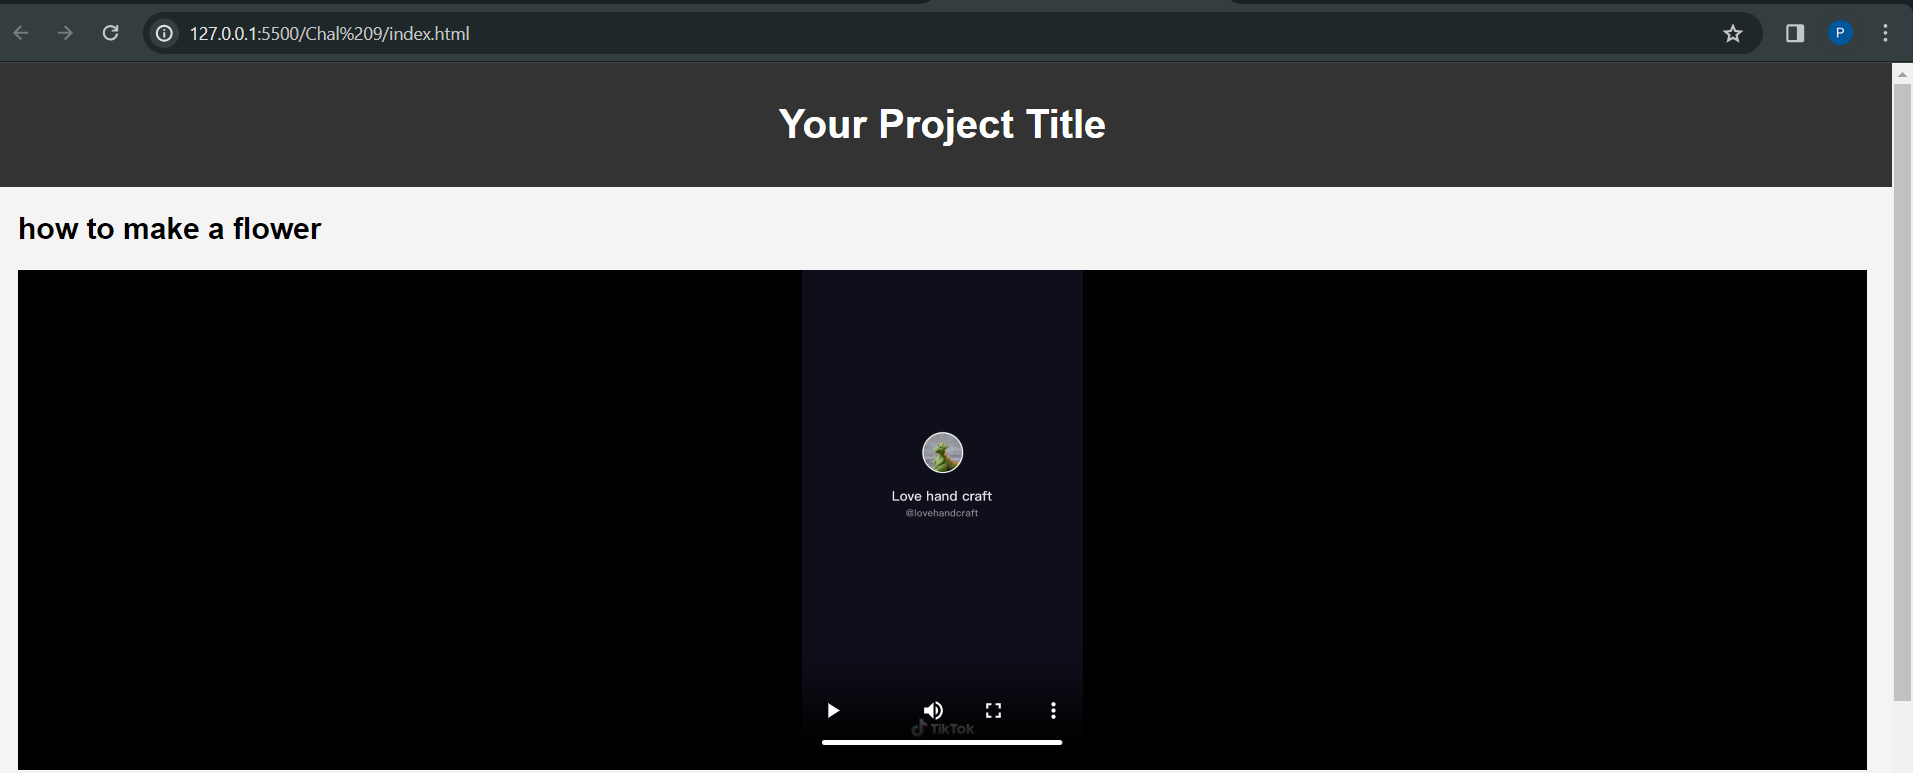 127.0.0.1:5500/Chal%209/index.html
P
Your Project Title
how to make a flower
Love hand craft
@lovehandcraft
TikTok